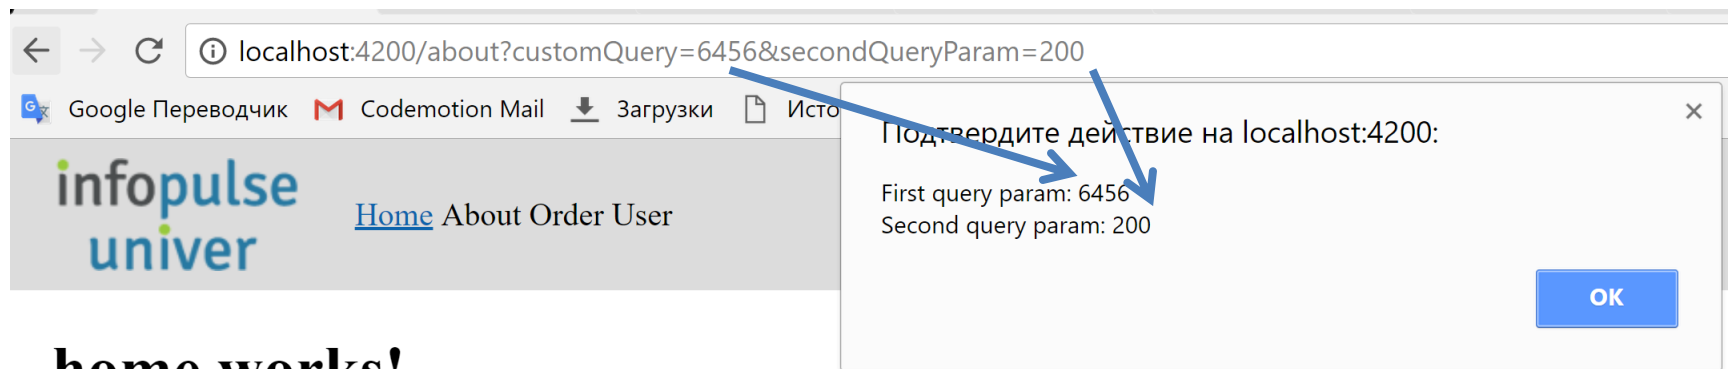 localhost:4200/about?customQuery=6456&secondQueryParam=200
Google Переводчик Codemotion Mail Загрузки Исто
Подтвердите действие на localhost:4200:
First query param: 6456
Second query param: 200
OK
infopulse
univer
Home About Order User
home works!